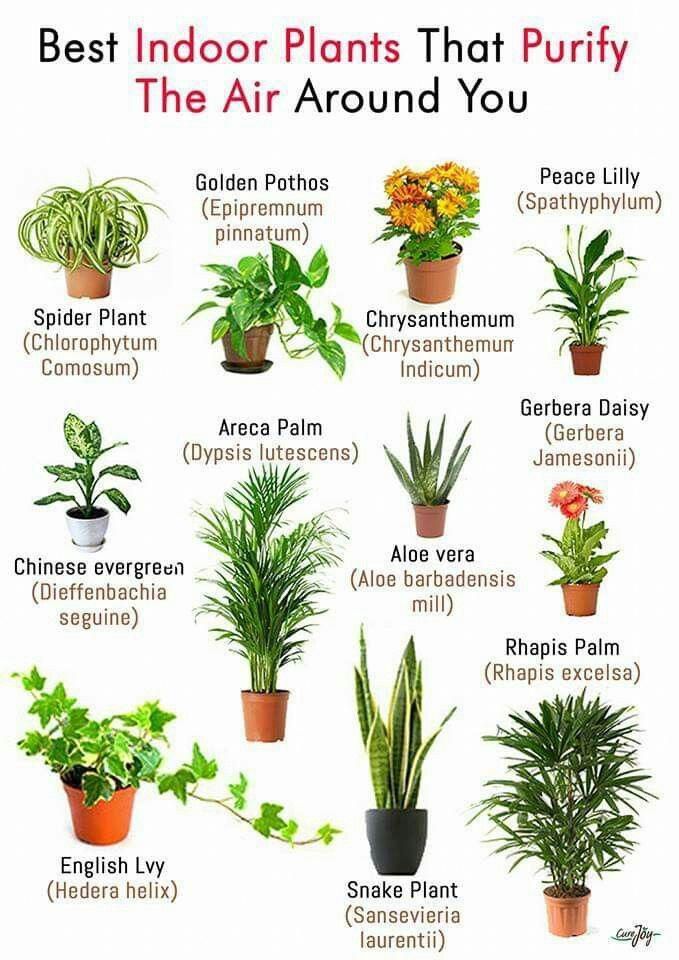 Best Indoor Plants That Purify
The Air Around You
Spider Plant
(Chlorophytum
Comosum)
Golden Pothos
(Epipremnum
pinnatum)
Chrysanthemum
(Chrysanthemum
Indicum)
Peace Lilly
(Spathyphylum)
Chinese evergreen
(Dieffenbachia
seguine)
Areca Palm
(Dypsis lutescens)
Aloe vera
(Aloe barbadensis
mill)
Gerbera Daisy
(Gerbera
Jamesonii)
English Lvy
(Hedera helix)
Snake Plant
(Sansevieria
laurentii)
Rhapis Palm
(Rhapis excelsa)
CureJoy